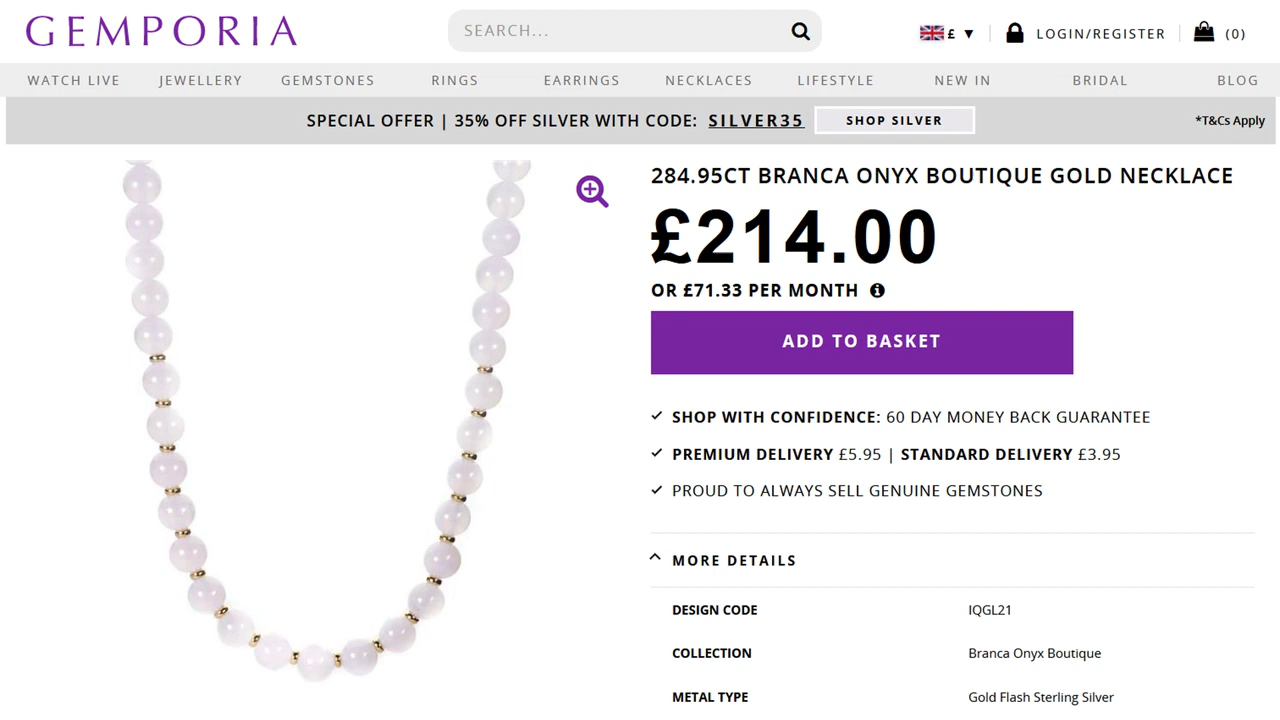 GEMPORIA
SEARCH...
£ ▼
LOGIN/REGISTER
(0)
WATCH LIVE JEWELLERY GEMSTONES RINGS EARRINGS NECKLACES LIFESTYLE NEW IN BRIDAL BLOG
SPECIAL OFFER | 35% OFF SILVER WITH CODE: SILVER35 SHOP SILVER *T&Cs Apply
284.95CT BRANCA ONYX BOUTIQUE GOLD NECKLACE
£214.00
OR £71.33 PER MONTH
ADD TO BASKET
SHOP WITH CONFIDENCE: 60 DAY MONEY BACK GUARANTEE
PREMIUM DELIVERY £5.95 | STANDARD DELIVERY £3.95
PROUD TO ALWAYS SELL GENUINE GEMSTONES
MORE DETAILS
DESIGN CODE IQGL21
COLLECTION Branca Onyx Boutique
METAL TYPE Gold Flash Sterling Silver